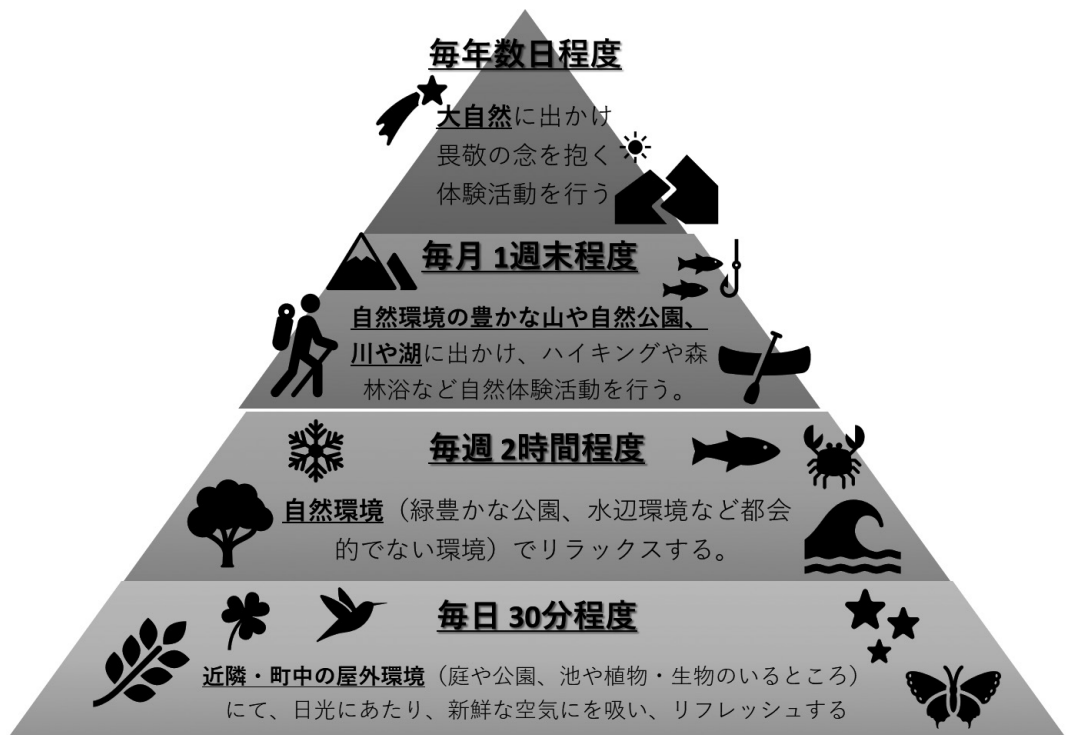 毎年数日程度
大自然に出かけ
畏敬の念を抱く
体験活動を行う
毎月 1週末程度
自然環境の豊かな山や自然公園、
川や湖に出かけ、ハイキングや森
林浴など自然体験活動を行う。
毎週 2時間程度
自然環境（緑豊かな公園、水辺環境など都会
的でない環境）でリラックスする。
毎日 30分程度
近隣・町中の屋外環境（庭や公園、池や植物・生物のいるところ）
にて、日光にあたり、新鮮な空気にを吸い、リフレッシュする